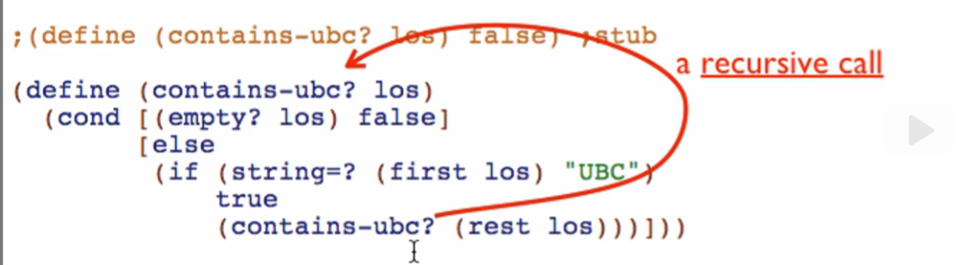 ;(define (contains-ubc? los) false) ;stub
a recursive call
(define (contains-ubc? los)
  (cond [(empty? los) false]
        [else
         (if (string=? (first los) "UBC")
             true
             (contains-ubc? (rest los)))]))